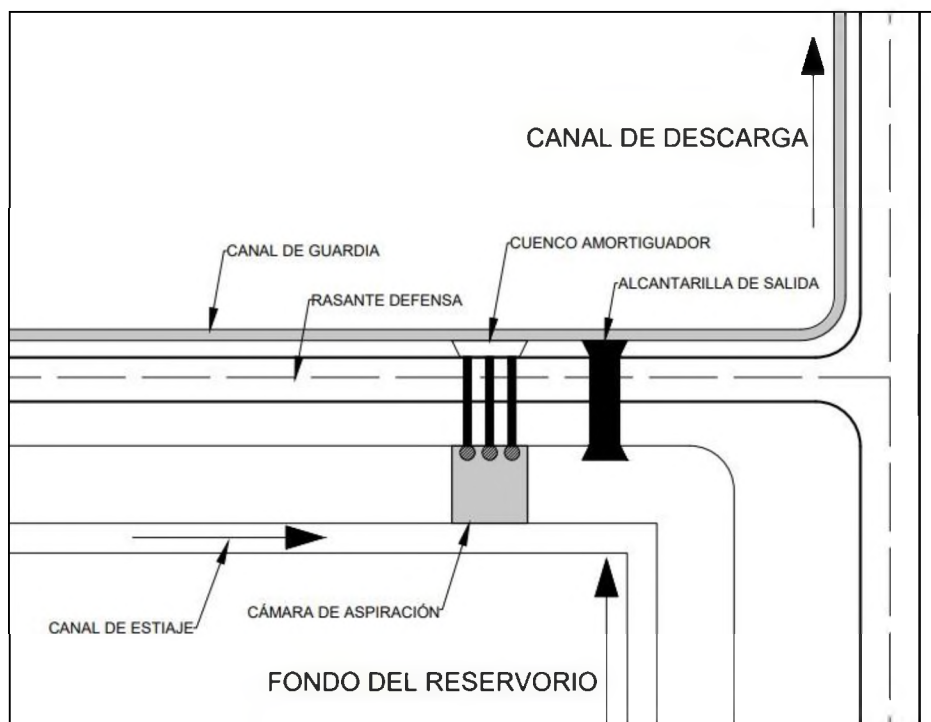 CANAL DE DESCARGA
CUENCO AMORTIGUADOR
CANAL DE GUARDIA
ALCANTARILLA DE SALIDA
RASANTE DEFENSA
CÁMARA DE ASPIRACIÓN
CANAL DE ESTIAJE
FONDO DEL RESERVORIO